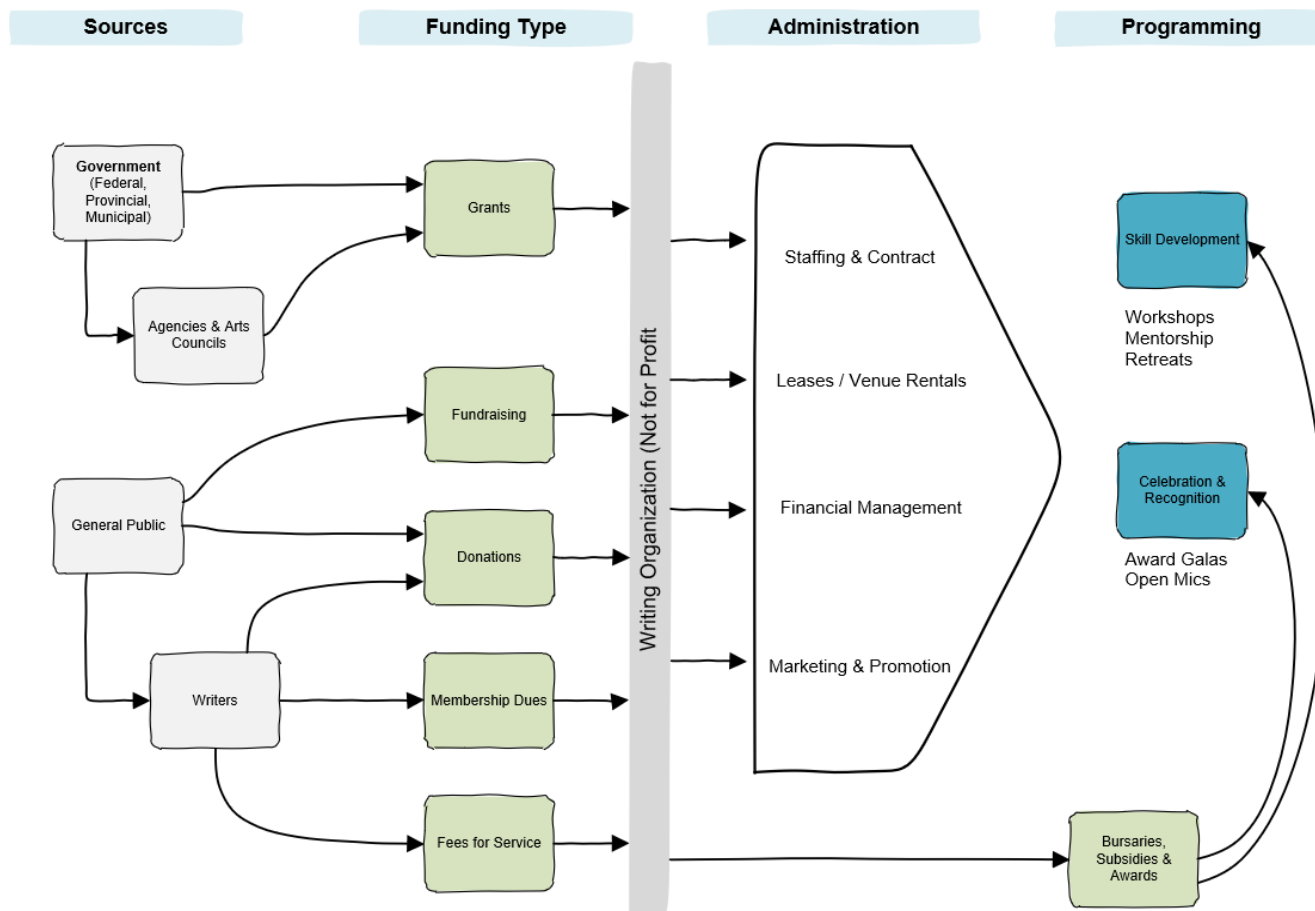 Sources
Funding Type
Administration
Programming
Government
(Federal,
Provincial,
Municipal)
Agencies & Arts
Councils
General Public
Writers
Grants
Fundraising
Donations
Membership Dues
Fees for Service
Writing Organization (Not for Profit
Staffing & Contract
Leases / Venue Rentals
Financial Management
Marketing & Promotion
Skill Development
Workshops
Mentorship
Retreats
Celebration &
Recognition
Award Galas
Open Mics
Bursaries,
Subsidies &
Awards